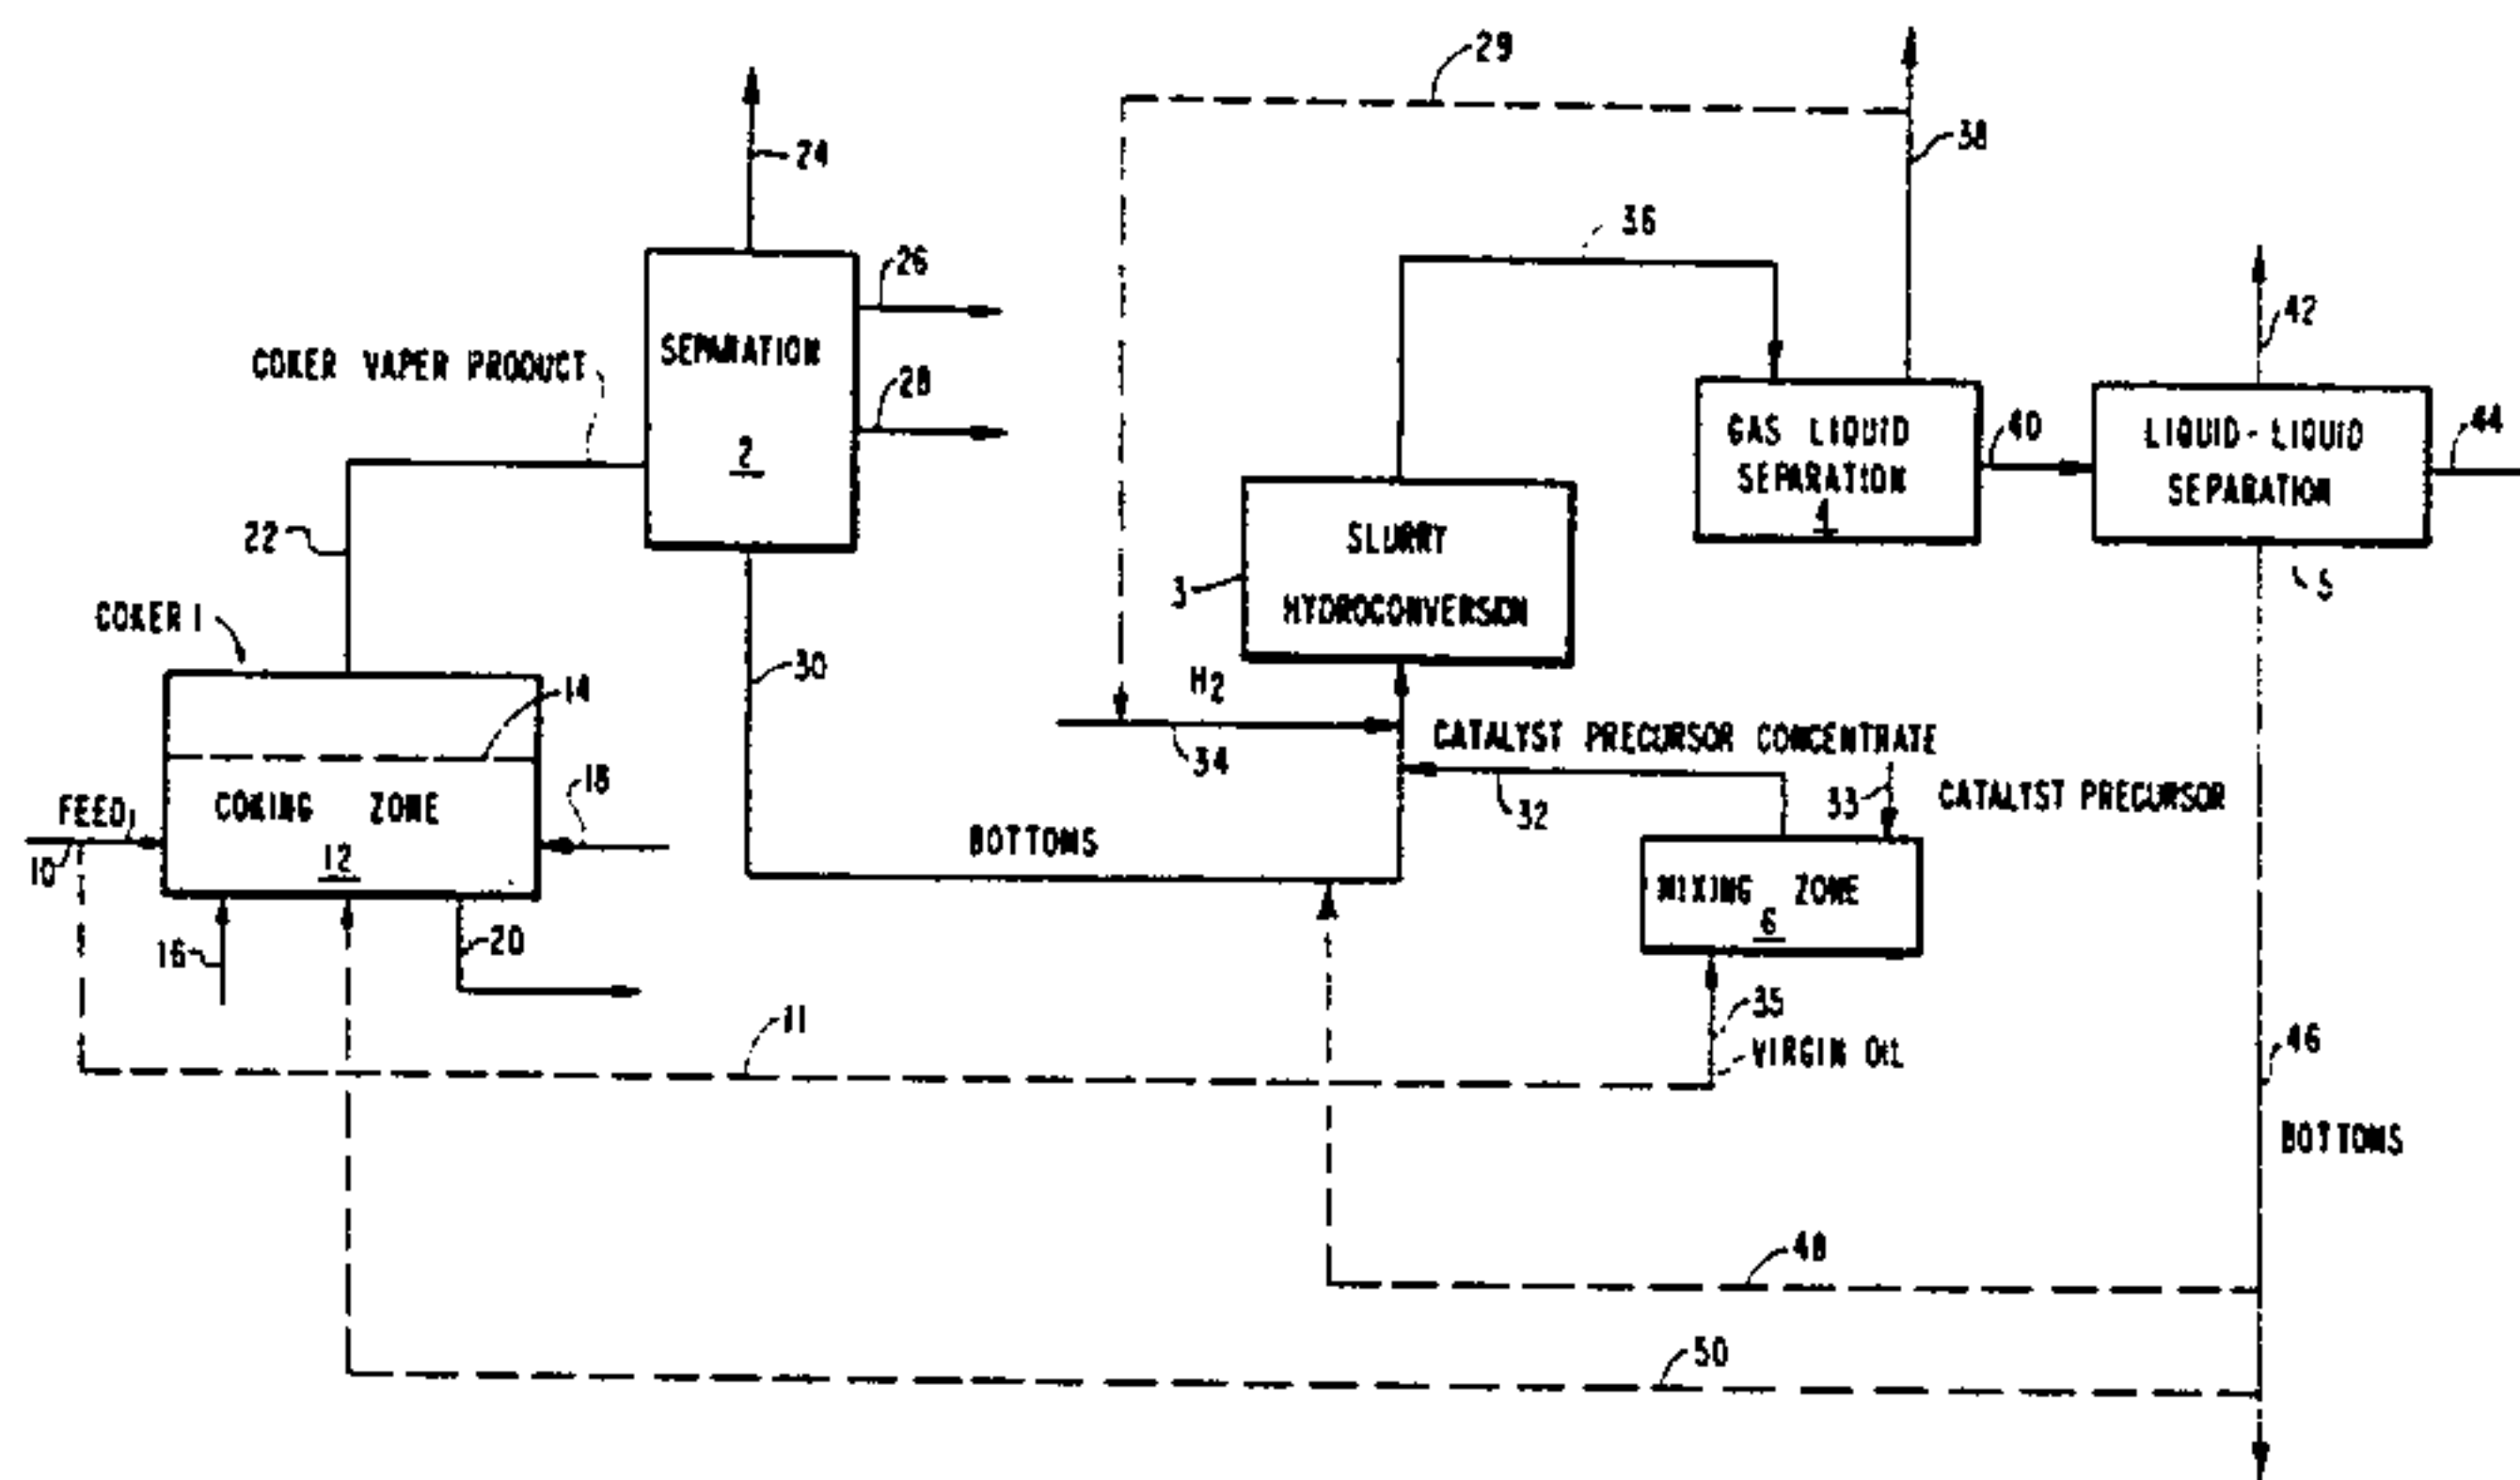 29
38
24
36
26
42
COKER VAPER PRODUCT
SEPARATION
28
2
GAS LIQUID
SEPARATION
4
40
LIQUID-LIQUID
SEPARATION
44
22
SLURRY
HYDROCONVERSION
3
5
COKER 1
30
14
H2
34
CATALYST PRECURSOR CONCENTRATE
18
FEED
COKING ZONE
12
10
33
CATALYST PRECURSOR
32
BOTTOMS
MIXING ZONE
6
16
20
11
35
VIRGIN OIL
46
BOTTOMS
48
50